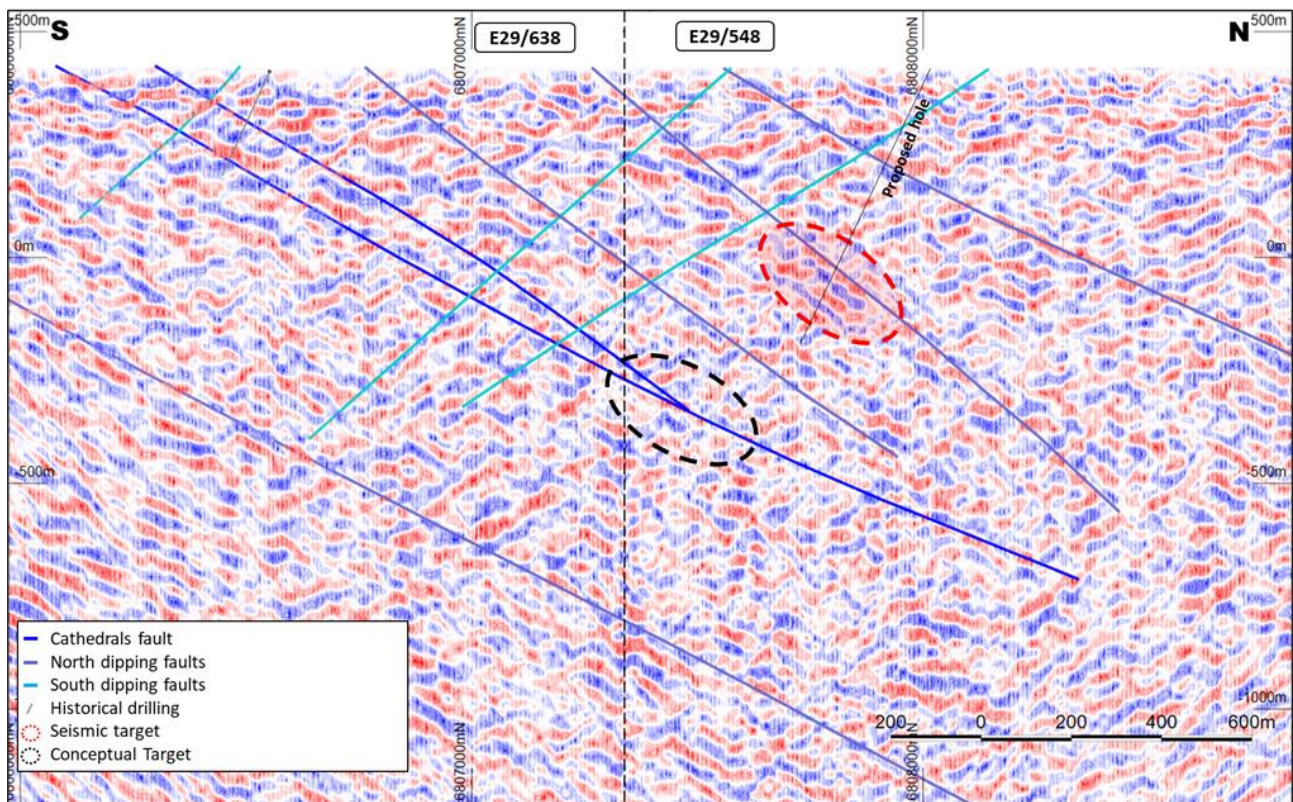 500m
S
E29/638
E29/548
N
500m
6807000mN
6808000mN
Proposed hole
0m
0m
-500m
-500m
Cathedrals fault
North dipping faults
South dipping faults
Historical drilling
Seismic target
Conceptual Target
-1000m
200 0 200 400 600m
6807000mN
6808000mN